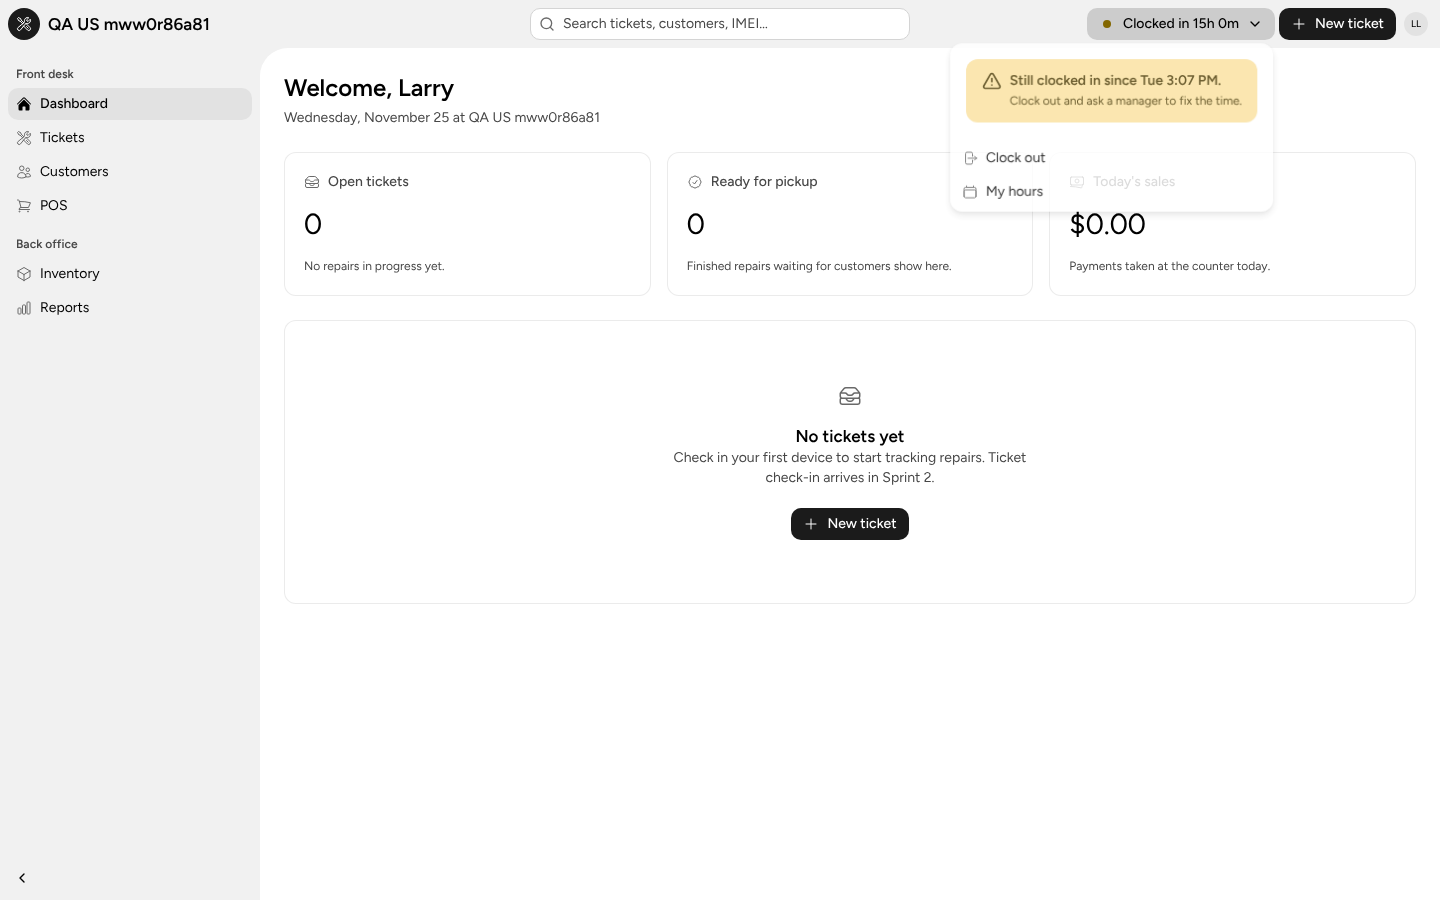 QA US mww0r86a81
Search tickets, customers, IMEI...
Clocked in 15h 0m
New ticket
LL
Front desk
Dashboard
Tickets
Customers
POS
Back office
Inventory
Reports
Welcome, Larry
Wednesday, November 25 at QA US mww0r86a81
Still clocked in since Tue 3:07 PM.
Clock out and ask a manager to fix the time.
Clock out
My hours
Open tickets
0
No repairs in progress yet.
Ready for pickup
0
Finished repairs waiting for customers show here.
Today's sales
$0.00
Payments taken at the counter today.
No tickets yet
Check in your first device to start tracking repairs. Ticket
check-in arrives in Sprint 2.
New ticket